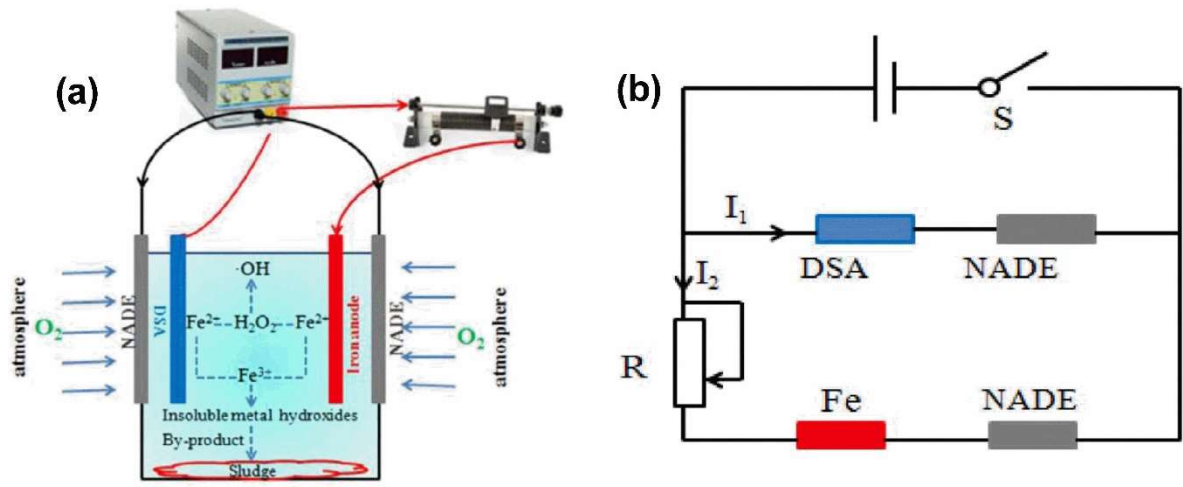 (a)
NADE
DSA
·OH
Fe2+ H2O2 Fe2+
Fe3+
Insoluble metal hydroxides
By-product
Sludge
Iron anode
NADE
atmosphere
O2
O2
atmosphere
(b)
S
I1
DSA NADE
I2
R
Fe NADE